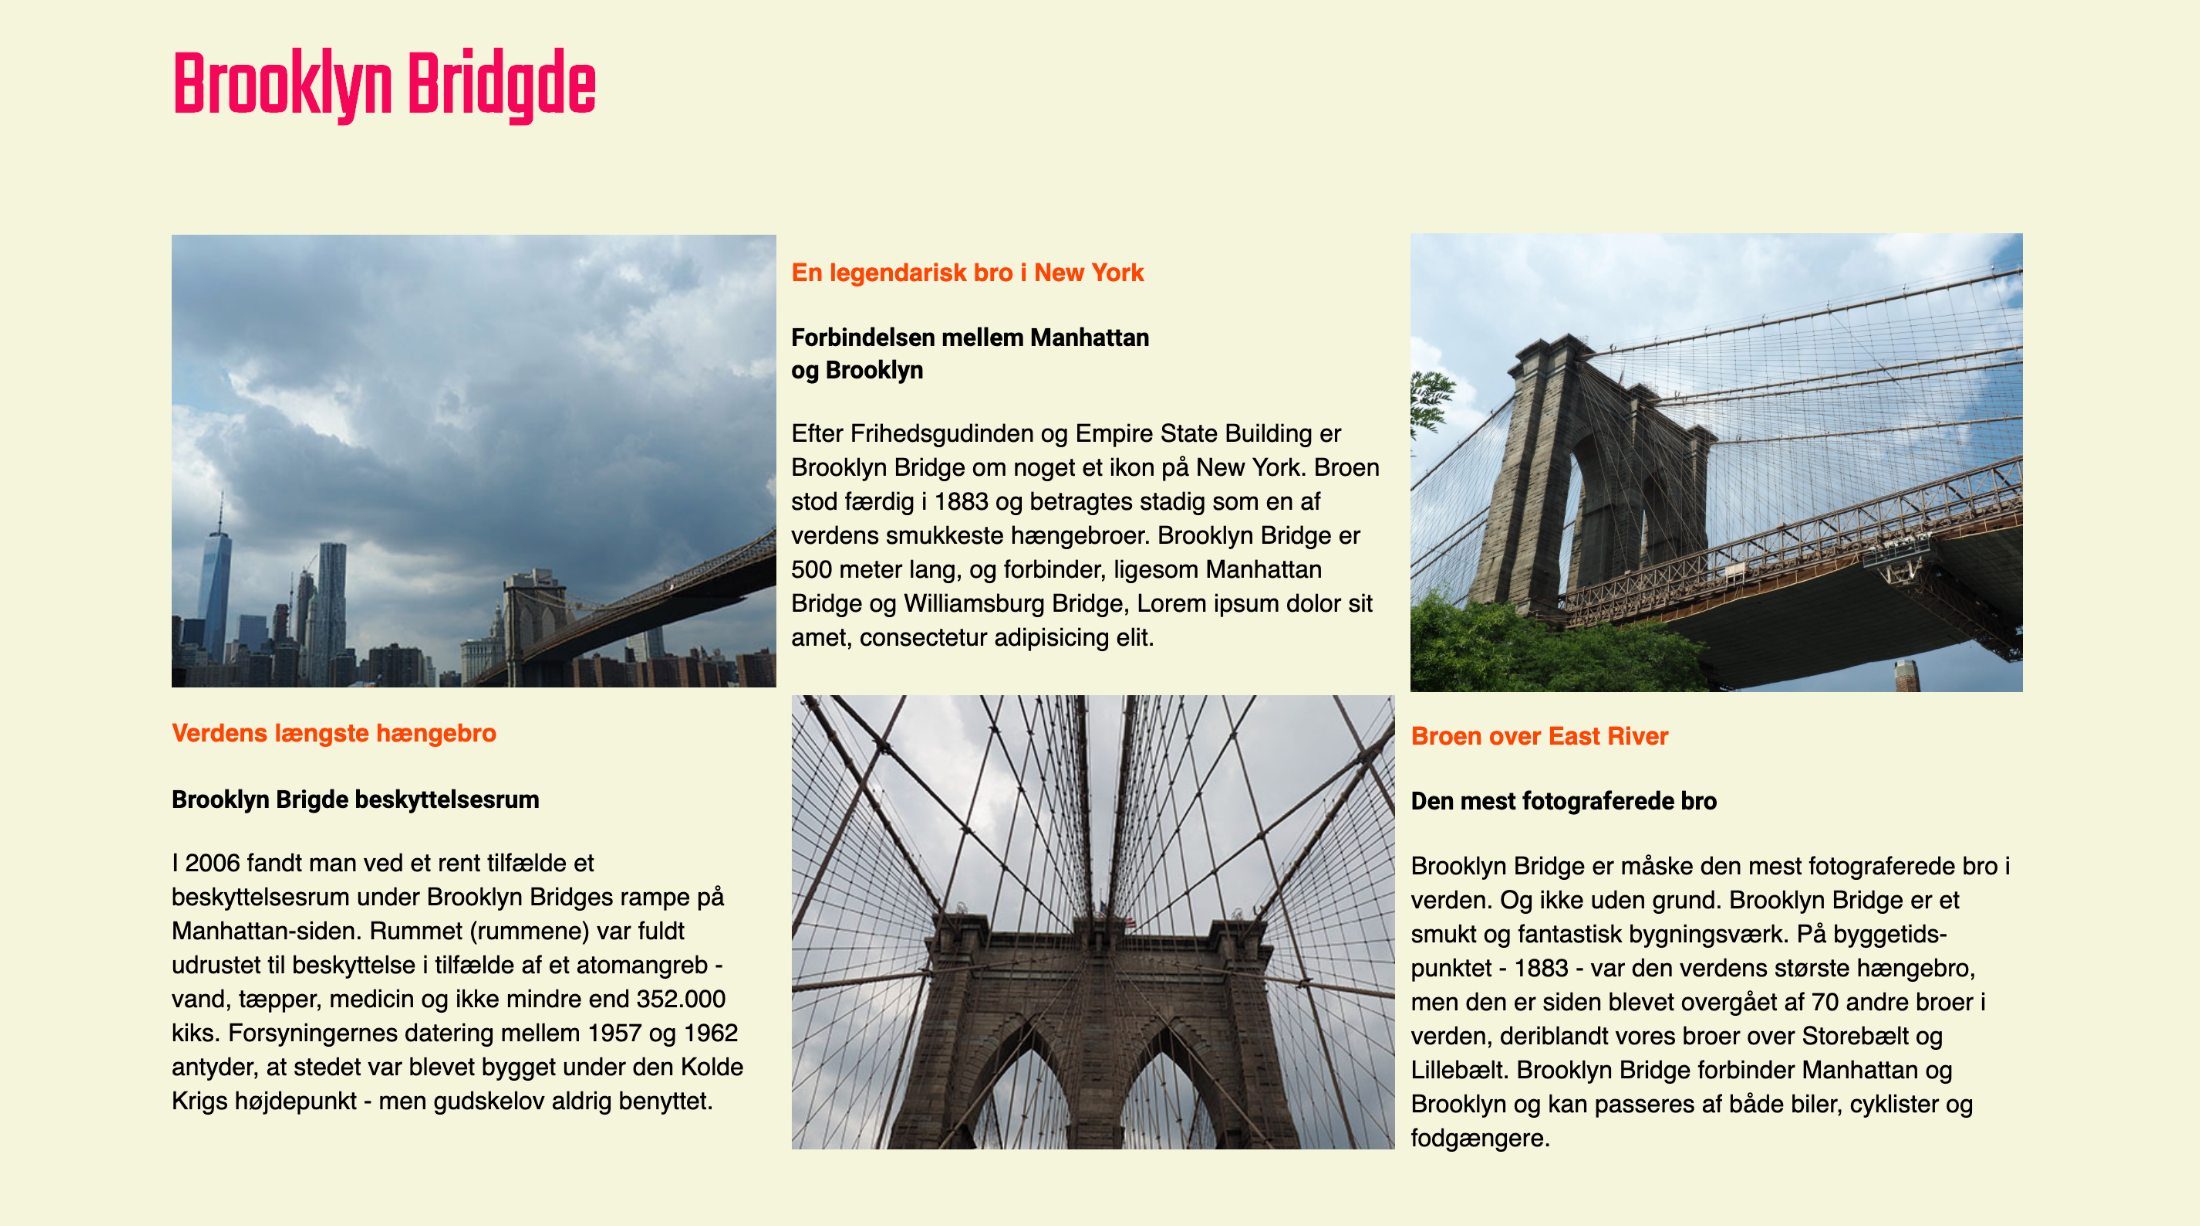 Brooklyn Bridgde
En legendarisk bro i New York
Forbindelsen mellem Manhattan
og Brooklyn
Efter Frihedsgudinden og Empire State Building er
Brooklyn Bridge om noget et ikon på New York. Broen
stod færdig i 1883 og betragtes stadig som en af
verdens smukkeste hængebroer. Brooklyn Bridge er
500 meter lang, og forbinder, ligesom Manhattan
Bridge og Williamsburg Bridge, Lorem ipsum dolor sit
amet, consectetur adipisicing elit.
Verdens længste hængebro
Brooklyn Brigde beskyttelsesrum
I 2006 fandt man ved et rent tilfælde et
beskyttelsesrum under Brooklyn Bridges rampe på
Manhattan-siden. Rummet (rummene) var fuldt
udrustet til beskyttelse i tilfælde af et atomangreb -
vand, tæpper, medicin og ikke mindre end 352.000
kiks. Forsyningernes datering mellem 1957 og 1962
antyder, at stedet var blevet bygget under den Kolde
Krigs højdepunkt - men gudskelov aldrig benyttet.
Broen over East River
Den mest fotograferede bro
Brooklyn Bridge er måske den mest fotograferede bro i
verden. Og ikke uden grund. Brooklyn Bridge er et
smukt og fantastisk bygningsværk. På byggetids-
punktet - 1883 - var den verdens største hængebro,
men den er siden blevet overgået af 70 andre broer i
verden, deriblandt vores broer over Storebælt og
Lillebælt. Brooklyn Bridge forbinder Manhattan og
Brooklyn og kan passeres af både biler, cyklister og
fodgængere.